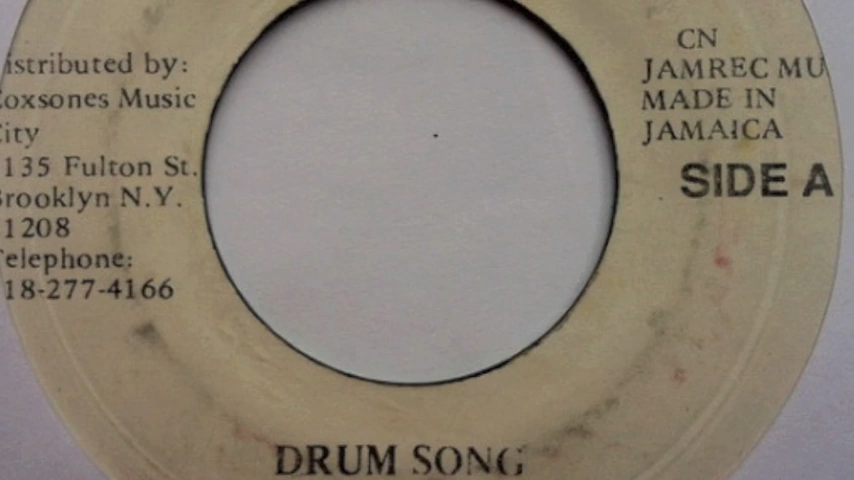 istributed by:
oxsones Music
ity
135 Fulton St.
rooklyn N.Y.
1208
elephone:
18-277-4166
CN
JAMREC MU
MADE IN
JAMAICA
SIDE A
DRUM SONG